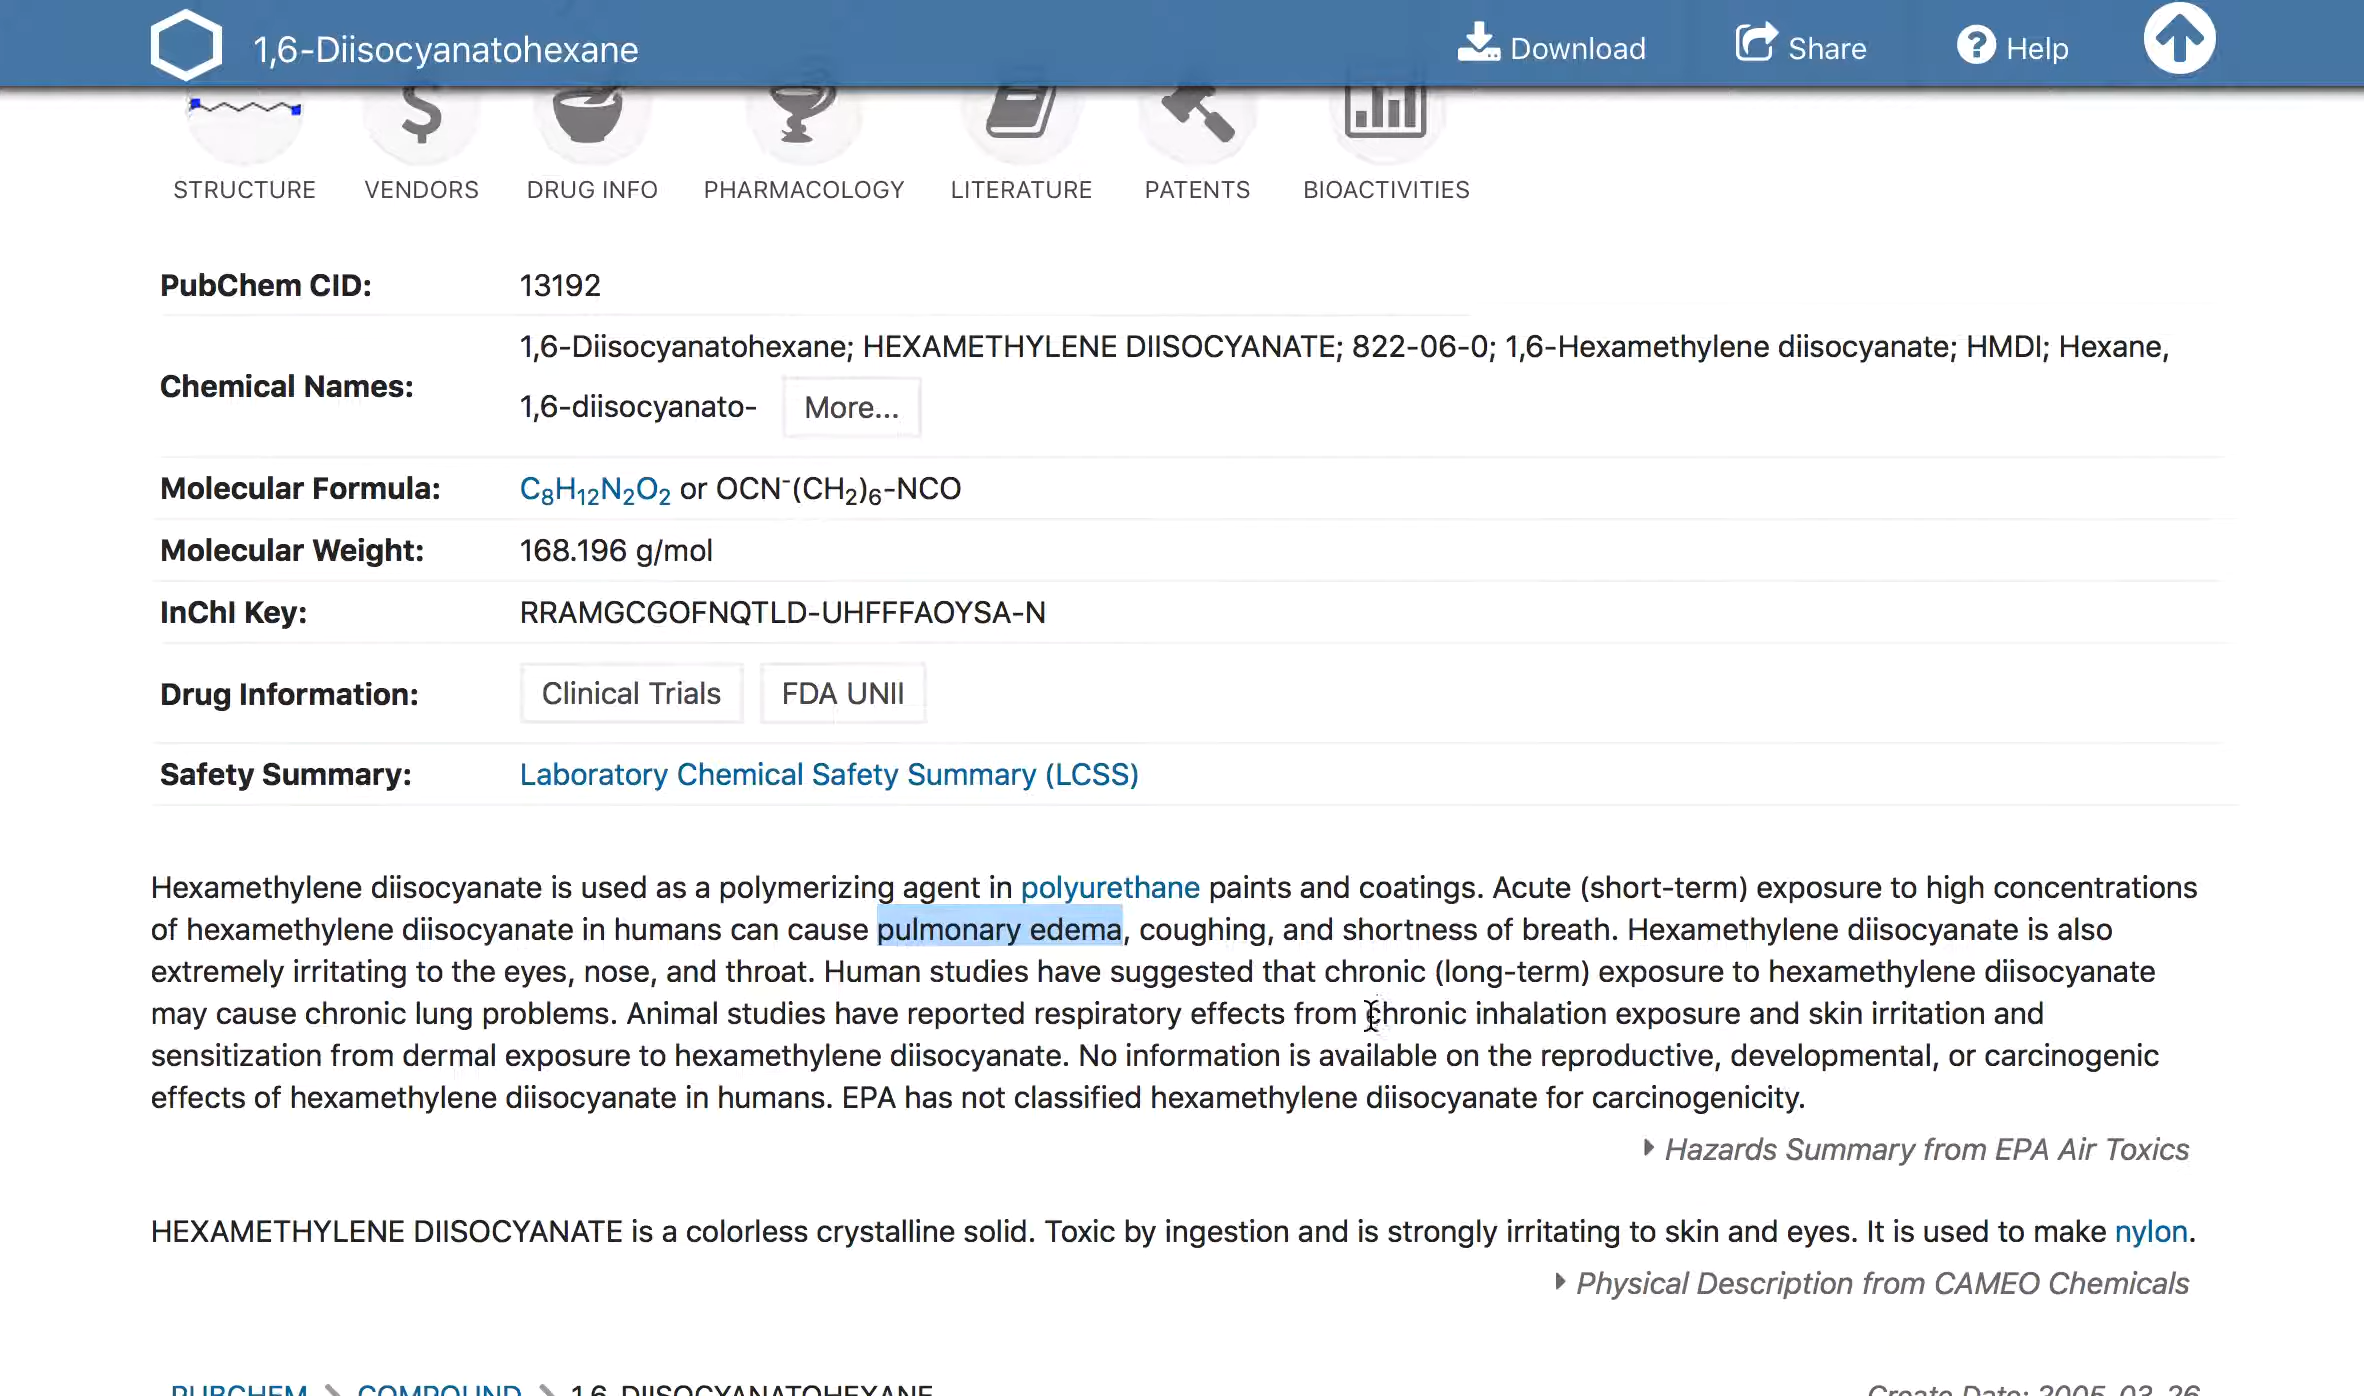 1,6-Diisocyanatohexane Download Share Help
STRUCTURE VENDORS DRUG INFO PHARMACOLOGY LITERATURE PATENTS BIOACTIVITIES
PubChem CID: 13192
Chemical Names: 1,6-Diisocyanatohexane; HEXAMETHYLENE DIISOCYANATE; 822-06-0; 1,6-Hexamethylene diisocyanate; HMDI; Hexane,
1,6-diisocyanato- More...
Molecular Formula: C₈H₁₂N₂O₂ or OCN⁻(CH₂)₆-NCO
Molecular Weight: 168.196 g/mol
InChI Key: RRAMGCGOFNQTLD-UHFFFAOYSA-N
Drug Information: Clinical Trials FDA UNII
Safety Summary: Laboratory Chemical Safety Summary (LCSS)
Hexamethylene diisocyanate is used as a polymerizing agent in polyurethane paints and coatings. Acute (short-term) exposure to high concentrations
of hexamethylene diisocyanate in humans can cause pulmonary edema, coughing, and shortness of breath. Hexamethylene diisocyanate is also
extremely irritating to the eyes, nose, and throat. Human studies have suggested that chronic (long-term) exposure to hexamethylene diisocyanate
may cause chronic lung problems. Animal studies have reported respiratory effects from chronic inhalation exposure and skin irritation and
sensitization from dermal exposure to hexamethylene diisocyanate. No information is available on the reproductive, developmental, or carcinogenic
effects of hexamethylene diisocyanate in humans. EPA has not classified hexamethylene diisocyanate for carcinogenicity.
Hazards Summary from EPA Air Toxics
HEXAMETHYLENE DIISOCYANATE is a colorless crystalline solid. Toxic by ingestion and is strongly irritating to skin and eyes. It is used to make nylon.
Physical Description from CAMEO Chemicals
PUBCHEM > COMPOUND > 1,6-DIISOCYANATOHEXANE Create Date: 2005-03-26